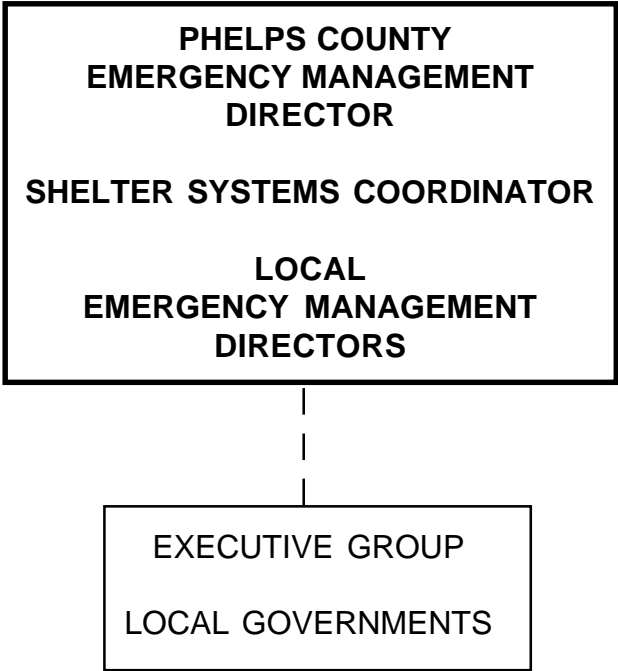 PHELPS COUNTY
EMERGENCY MANAGEMENT
DIRECTOR
SHELTER SYSTEMS COORDINATOR
LOCAL
EMERGENCY MANAGEMENT
DIRECTORS
EXECUTIVE GROUP
LOCAL GOVERNMENTS